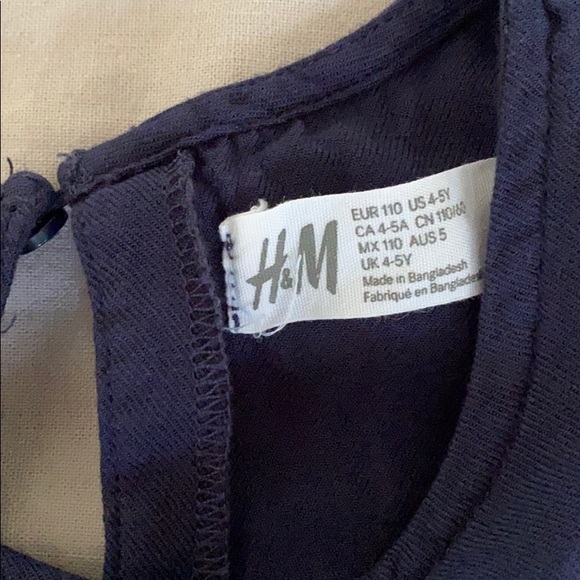 H&M
EUR 110 US 4-5Y
CA 4-5A CN 110/60
MX 110 AUS 5
UK 4-5Y
Made in Bangladesh
Fabriqué en Bangladesh